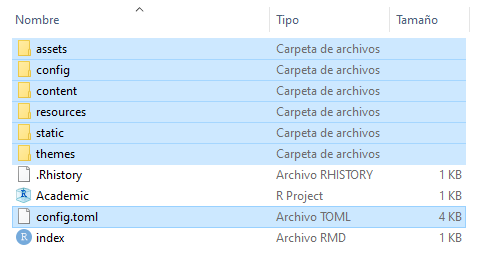 Nombre Tipo Tamaño
assets Carpeta de archivos
config Carpeta de archivos
content Carpeta de archivos
resources Carpeta de archivos
static Carpeta de archivos
themes Carpeta de archivos
.Rhistory Archivo RHISTORY 1 KB
Academic R Project 1 KB
config.toml Archivo TOML 4 KB
R index Archivo RMD 1 KB